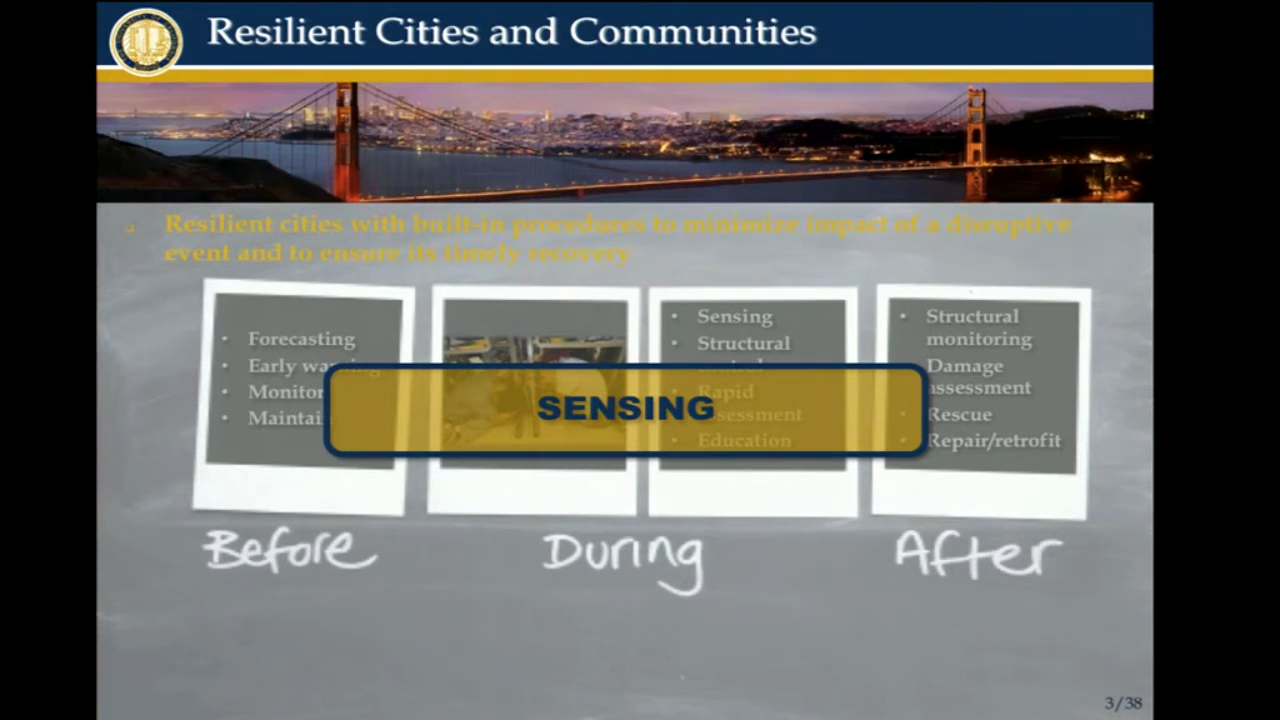 Resilient Cities and Communities
Resilient cities with built-in procedures to minimize impact of a disruptive
event and to ensure its timely recovery
• Forecasting
• Early warning
• Monitor
• Maintai
• Sensing
• Structural
control
• Rapid
assessment
• Education
• Structural
monitoring
Damage
assessment
• Rescue
• Repair/retrofit
SENSING
Before
During
After
3/38